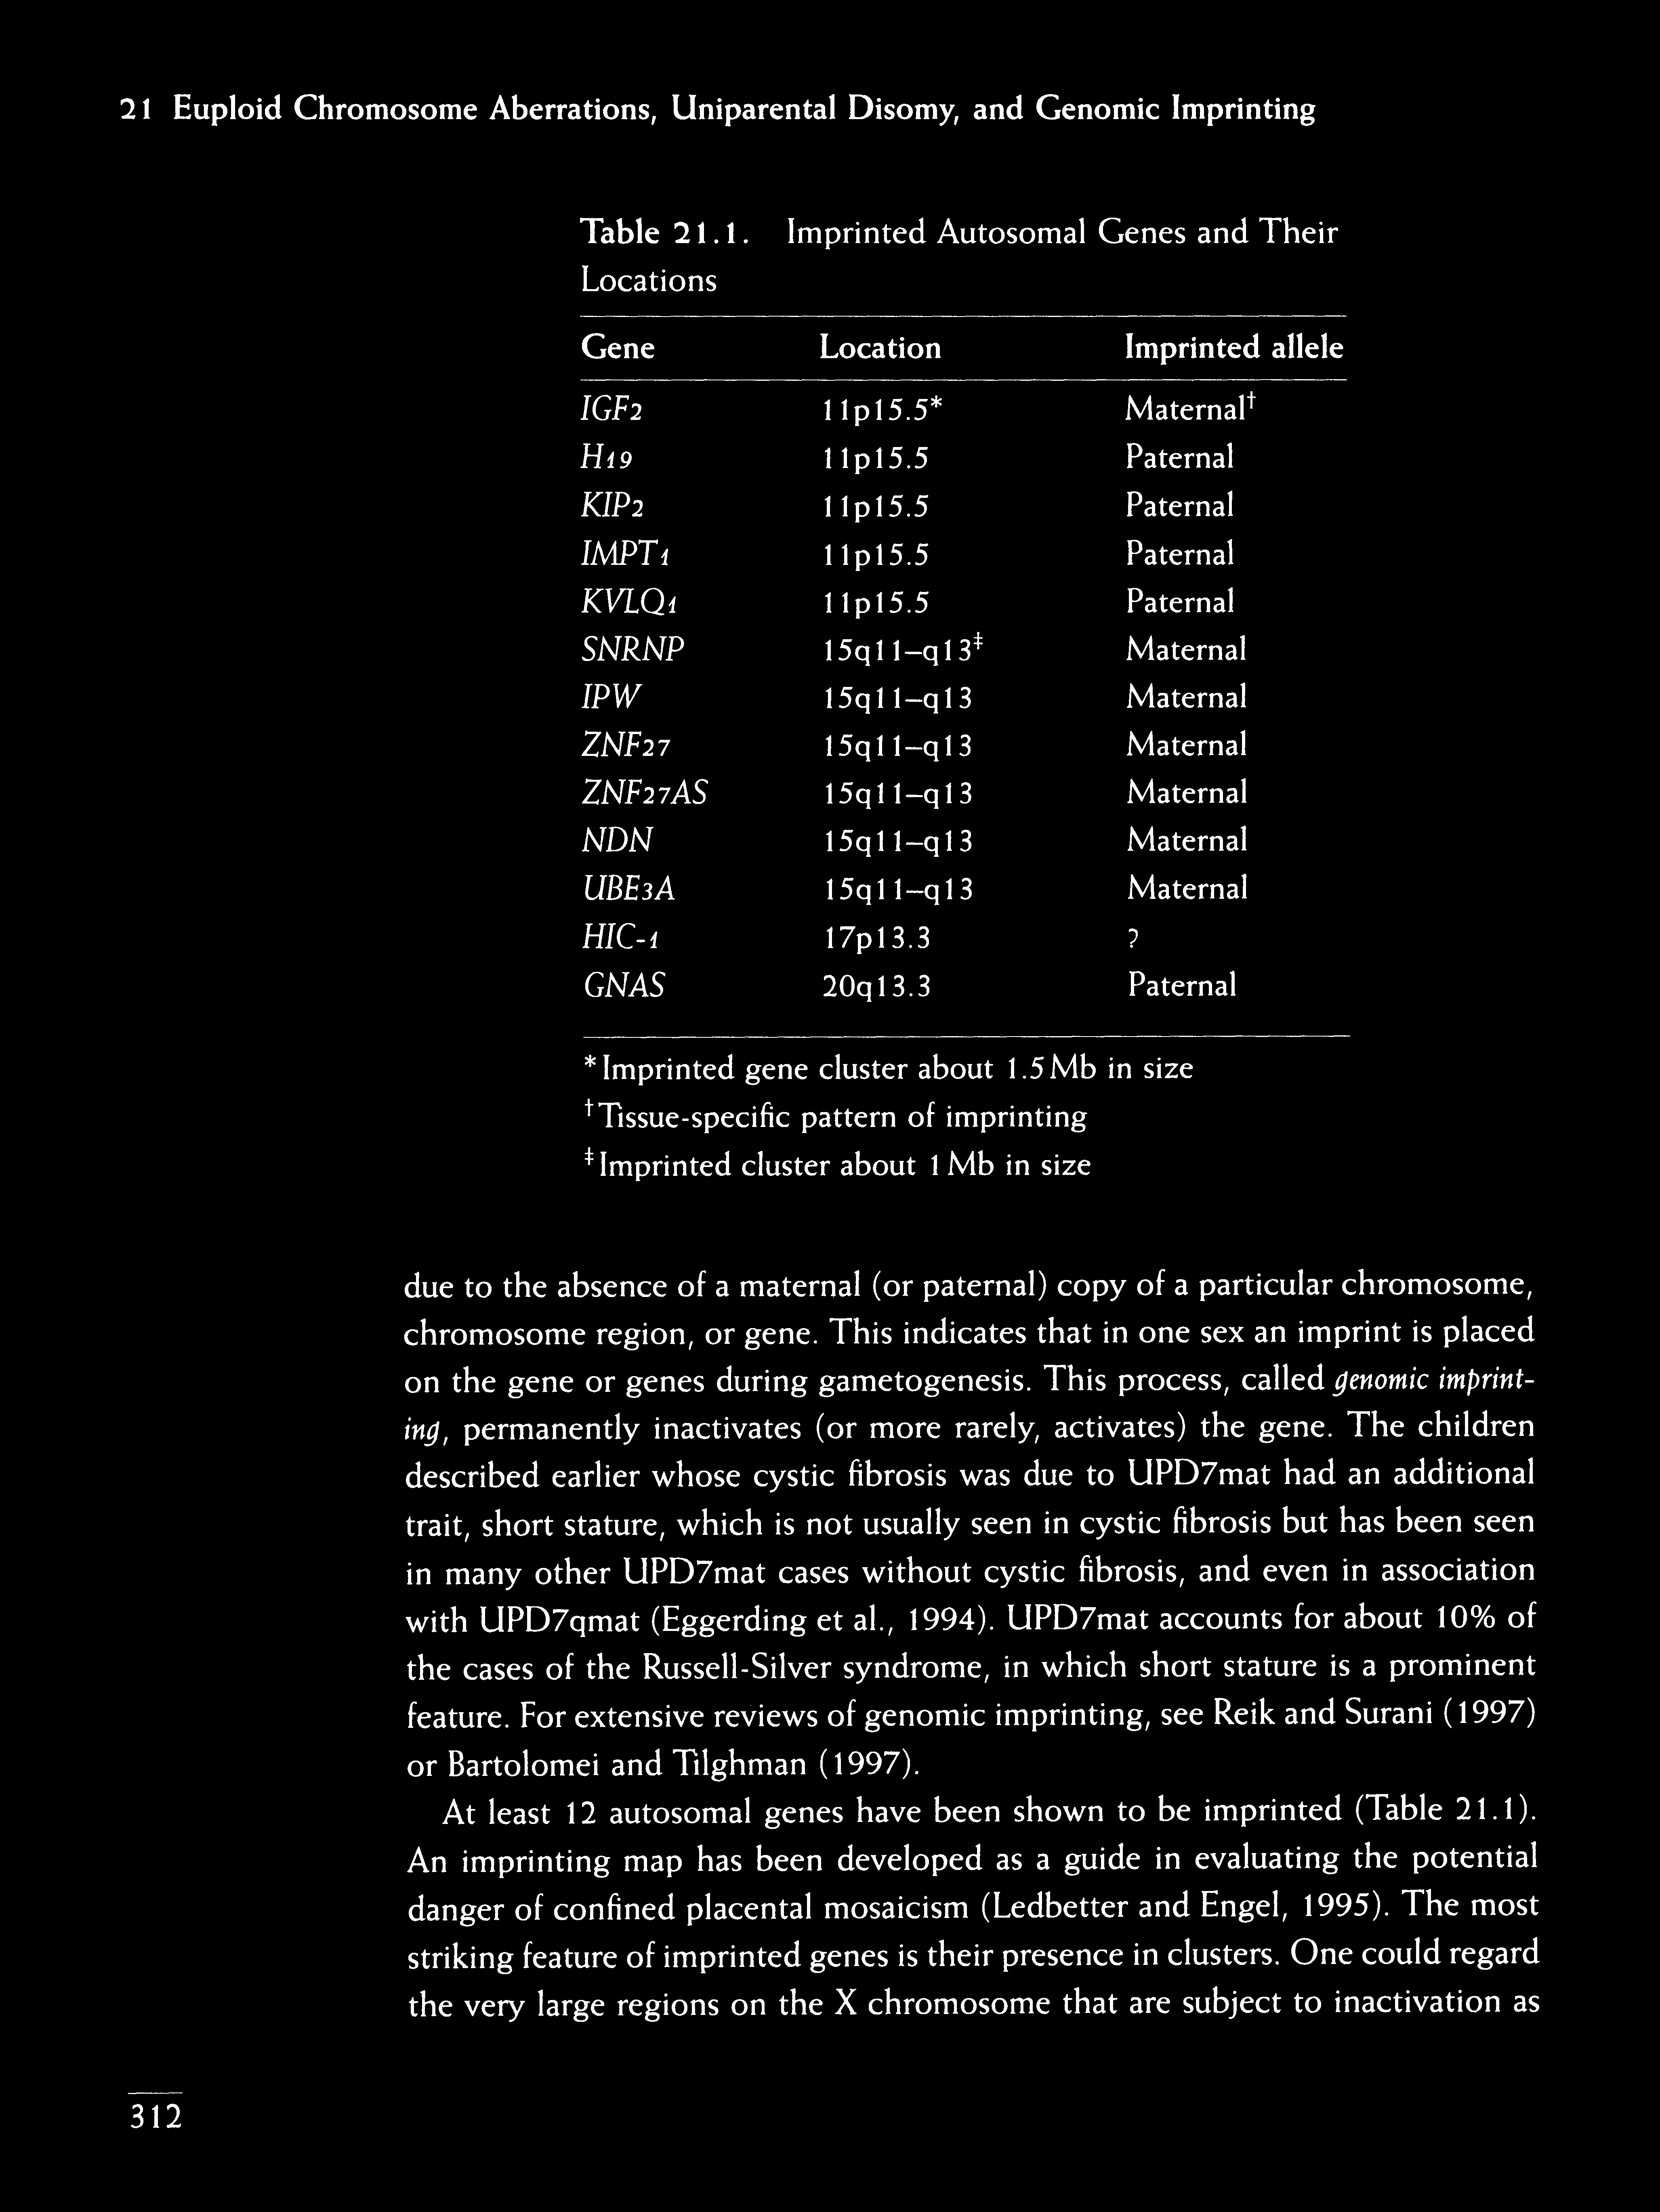 21 Euploid Chromosome Aberrations, Uniparental Disomy, and Genomic Imprinting
Table 21.1. Imprinted Autosomal Genes and Their
Locations
Gene Location Imprinted allele
IGF2 11p15.5* Maternal†
H19 11p15.5 Paternal
KIP2 11p15.5 Paternal
IMPT1 11p15.5 Paternal
KVLQ1 11p15.5 Paternal
SNRNP 15q11–q13‡ Maternal
IPW 15q11–q13 Maternal
ZNF27 15q11–q13 Maternal
ZNF27AS 15q11–q13 Maternal
NDN 15q11–q13 Maternal
UBE3A 15q11–q13 Maternal
HIC-1 17p13.3 ?
GNAS 20q13.3 Paternal
*Imprinted gene cluster about 1.5 Mb in size
†Tissue-specific pattern of imprinting
‡Imprinted cluster about 1 Mb in size
due to the absence of a maternal (or paternal) copy of a particular chromosome,
chromosome region, or gene. This indicates that in one sex an imprint is placed
on the gene or genes during gametogenesis. This process, called genomic imprint-
ing, permanently inactivates (or more rarely, activates) the gene. The children
described earlier whose cystic fibrosis was due to UPD7mat had an additional
trait, short stature, which is not usually seen in cystic fibrosis but has been seen
in many other UPD7mat cases without cystic fibrosis, and even in association
with UPD7qmat (Eggerding et al., 1994). UPD7mat accounts for about 10% of
the cases of the Russell-Silver syndrome, in which short stature is a prominent
feature. For extensive reviews of genomic imprinting, see Reik and Surani (1997)
or Bartolomei and Tilghman (1997).
At least 12 autosomal genes have been shown to be imprinted (Table 21.1).
An imprinting map has been developed as a guide in evaluating the potential
danger of confined placental mosaicism (Ledbetter and Engel, 1995). The most
striking feature of imprinted genes is their presence in clusters. One could regard
the very large regions on the X chromosome that are subject to inactivation as
312